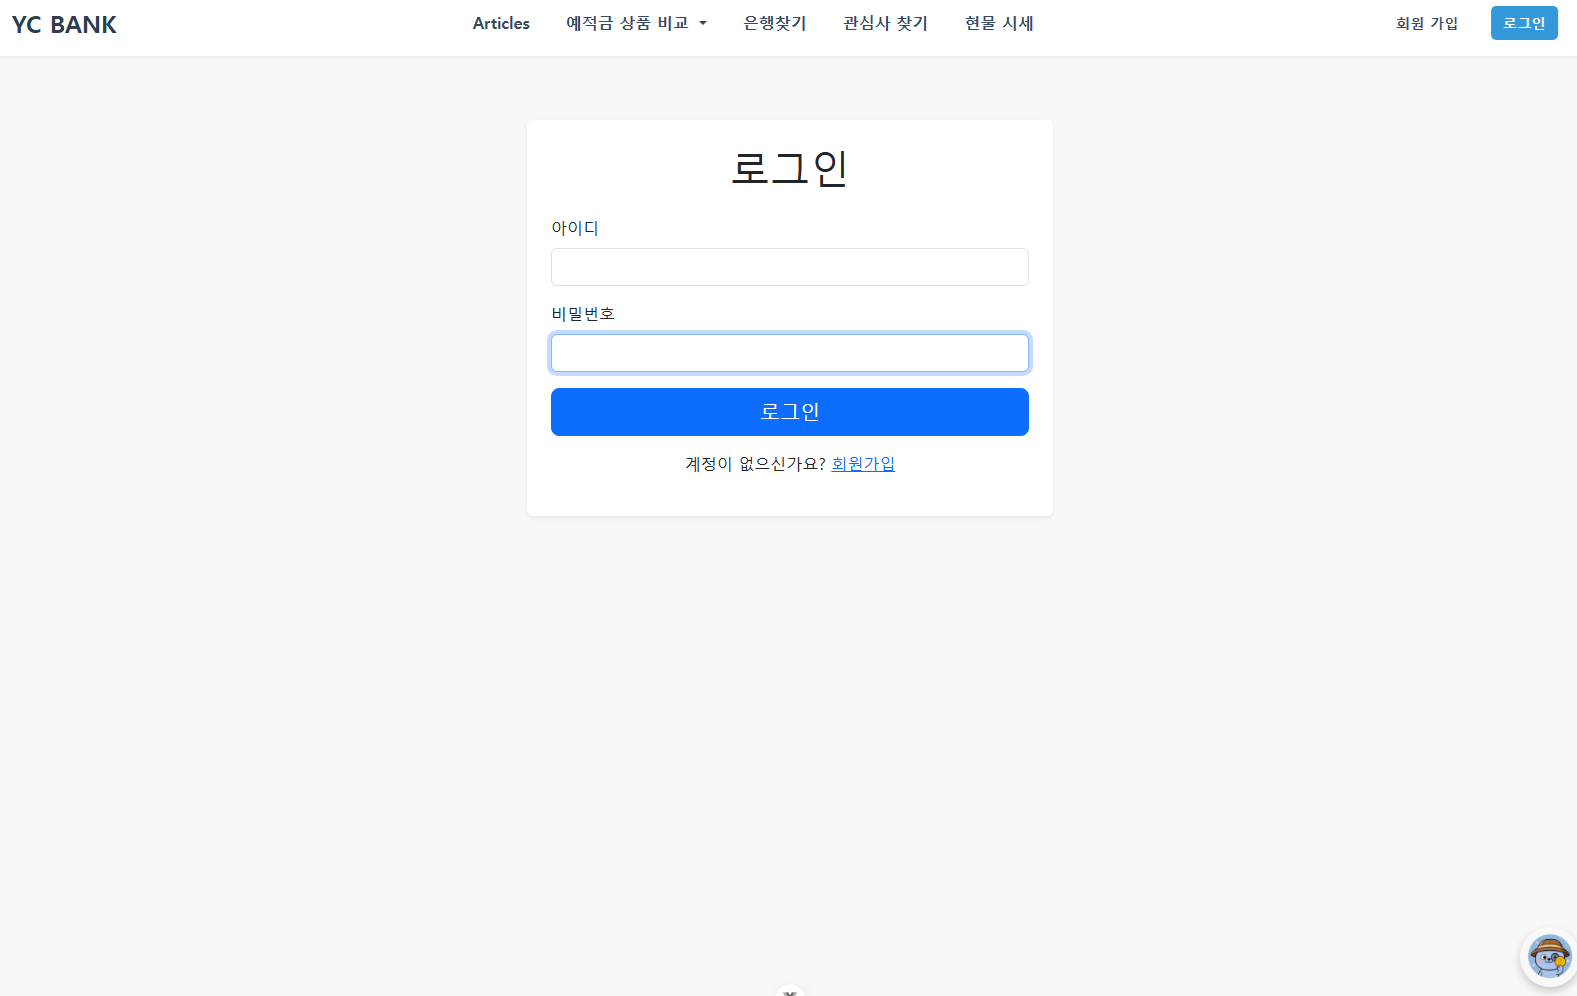 YC BANK
Articles
예적금 상품 비교
은행찾기
관심사 찾기
현물 시세
회원 가입
로그인
로그인
아이디
비밀번호
로그인
계정이 없으신가요? 회원가입